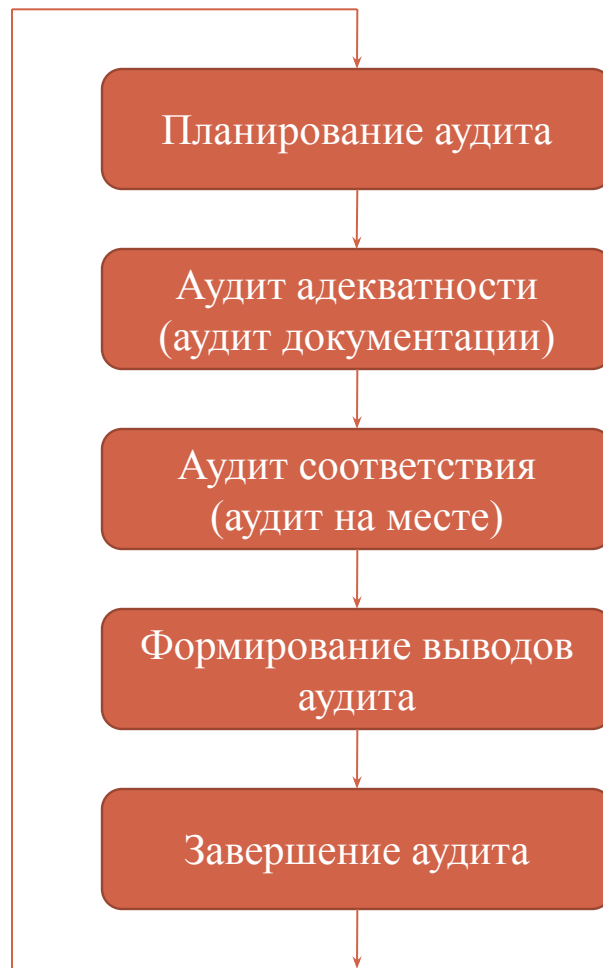 Планирование аудита
Аудит адекватности
(аудит документации)
Аудит соответствия
(аудит на месте)
Формирование выводов
аудита
Завершение аудита